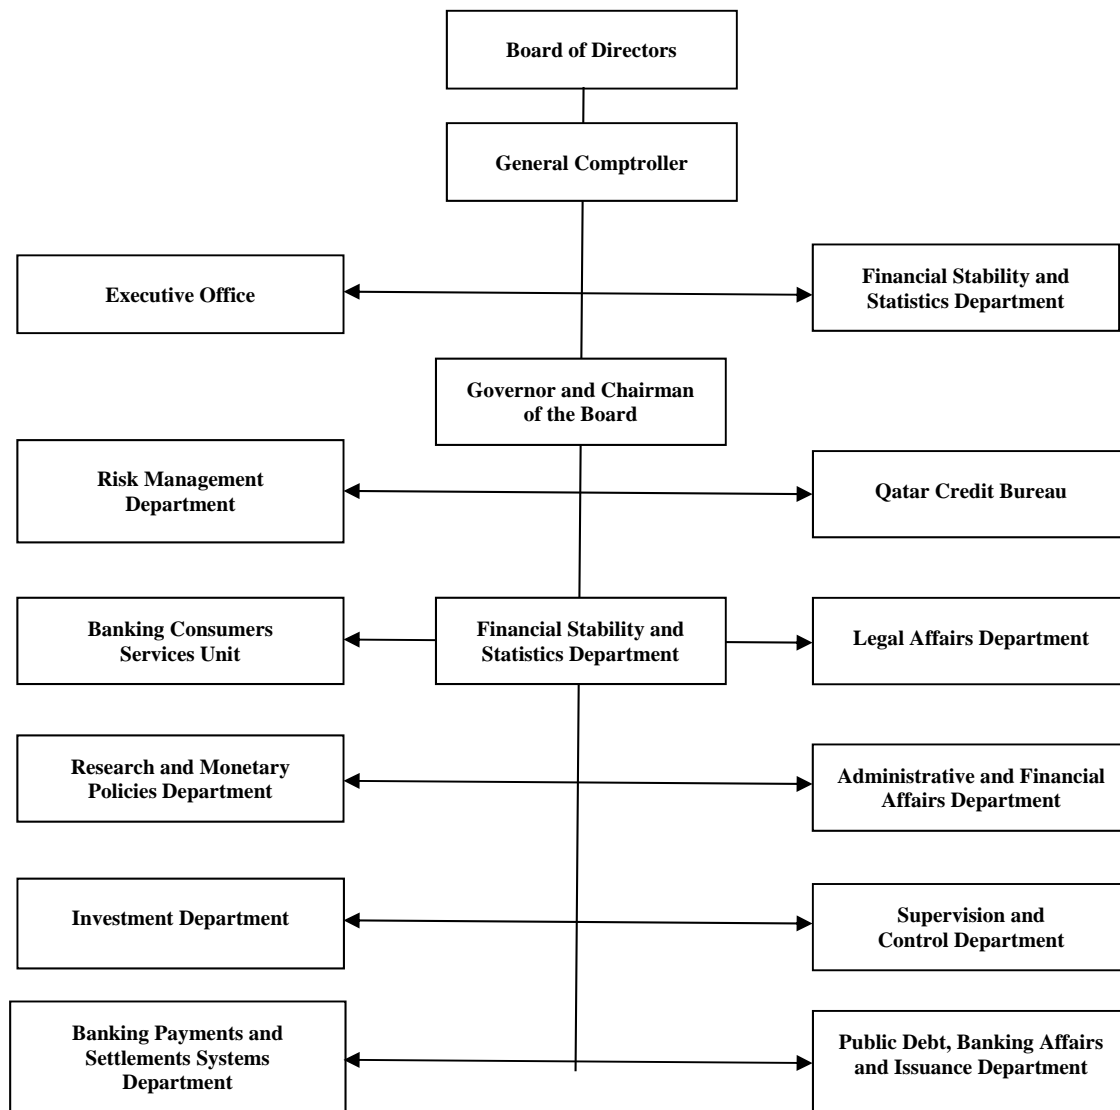 Board of Directors
General Comptroller
Executive Office
Financial Stability and
Statistics Department
Governor and Chairman
of the Board
Risk Management
Department
Qatar Credit Bureau
Banking Consumers
Services Unit
Financial Stability and
Statistics Department
Legal Affairs Department
Research and Monetary
Policies Department
Administrative and Financial
Affairs Department
Investment Department
Supervision and
Control Department
Banking Payments and
Settlements Systems
Department
Public Debt, Banking Affairs
and Issuance Department